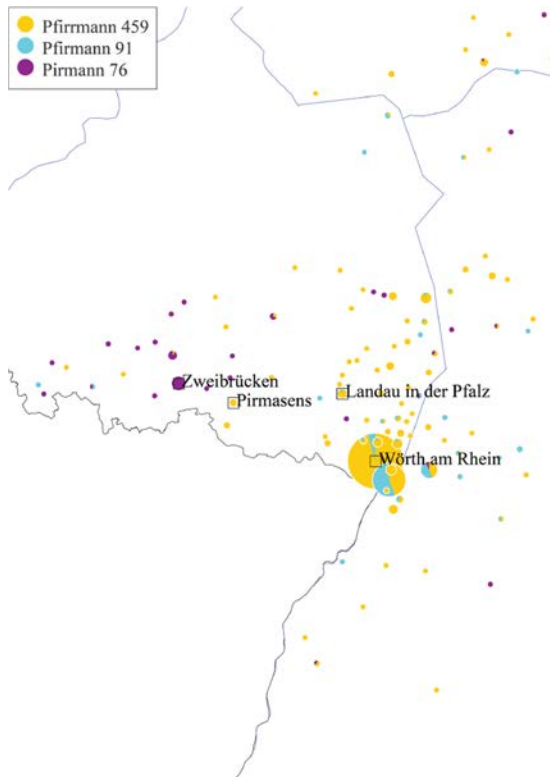 Pfirrmann 459
Pfirmann 91
Pirmann 76
Zweibrücken
Pirmasens
Landau in der Pfalz
Wörth am Rhein